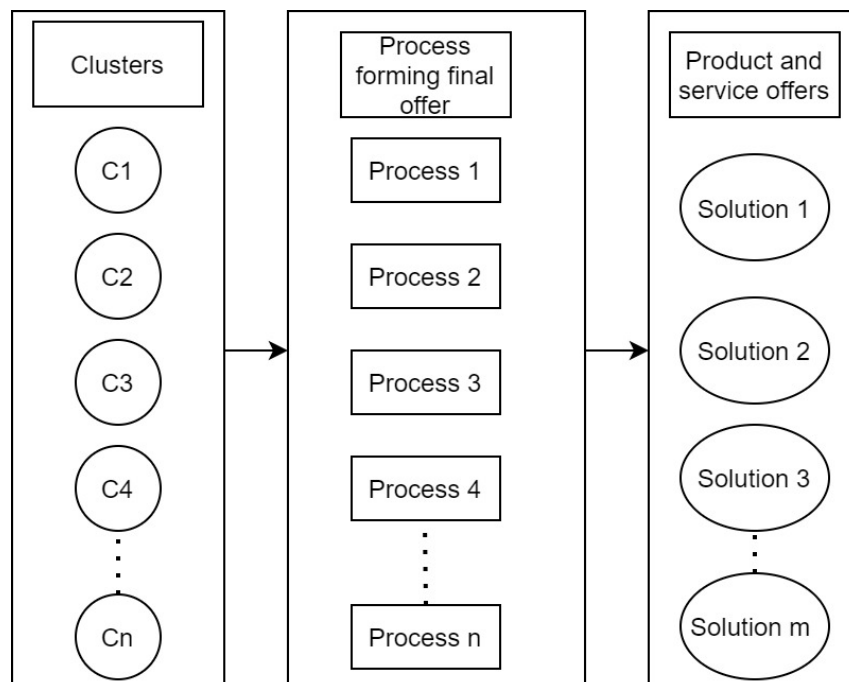 Clusters
C1
C2
C3
C4
Cn
Process
forming final
offer
Process 1
Process 2
Process 3
Process 4
Process n
Product and
service offers
Solution 1
Solution 2
Solution 3
Solution m